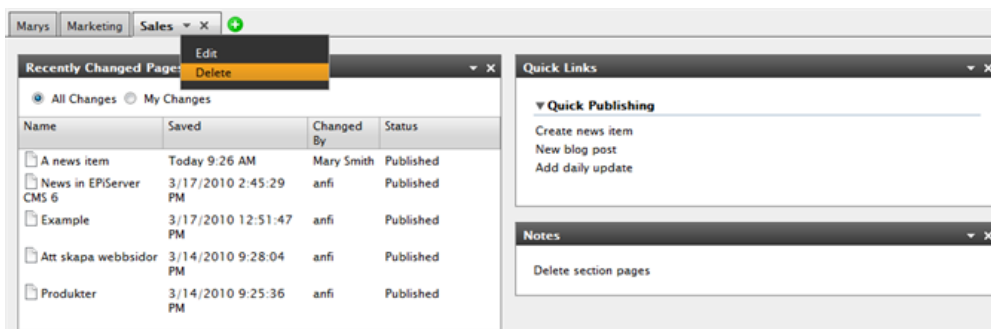 Marys Marketing Sales
Edit
Delete
Recently Changed Pages
All Changes My Changes
Name Saved Changed By Status
A news item Today 9:26 AM Mary Smith Published
News in EPiServer CMS 6 3/17/2010 2:45:29 PM anfi Published
Example 3/17/2010 12:51:47 PM anfi Published
Att skapa webbsidor 3/14/2010 9:28:04 PM anfi Published
Produkter 3/14/2010 9:25:36 PM anfi Published
Quick Links
Quick Publishing
Create news item
New blog post
Add daily update
Notes
Delete section pages